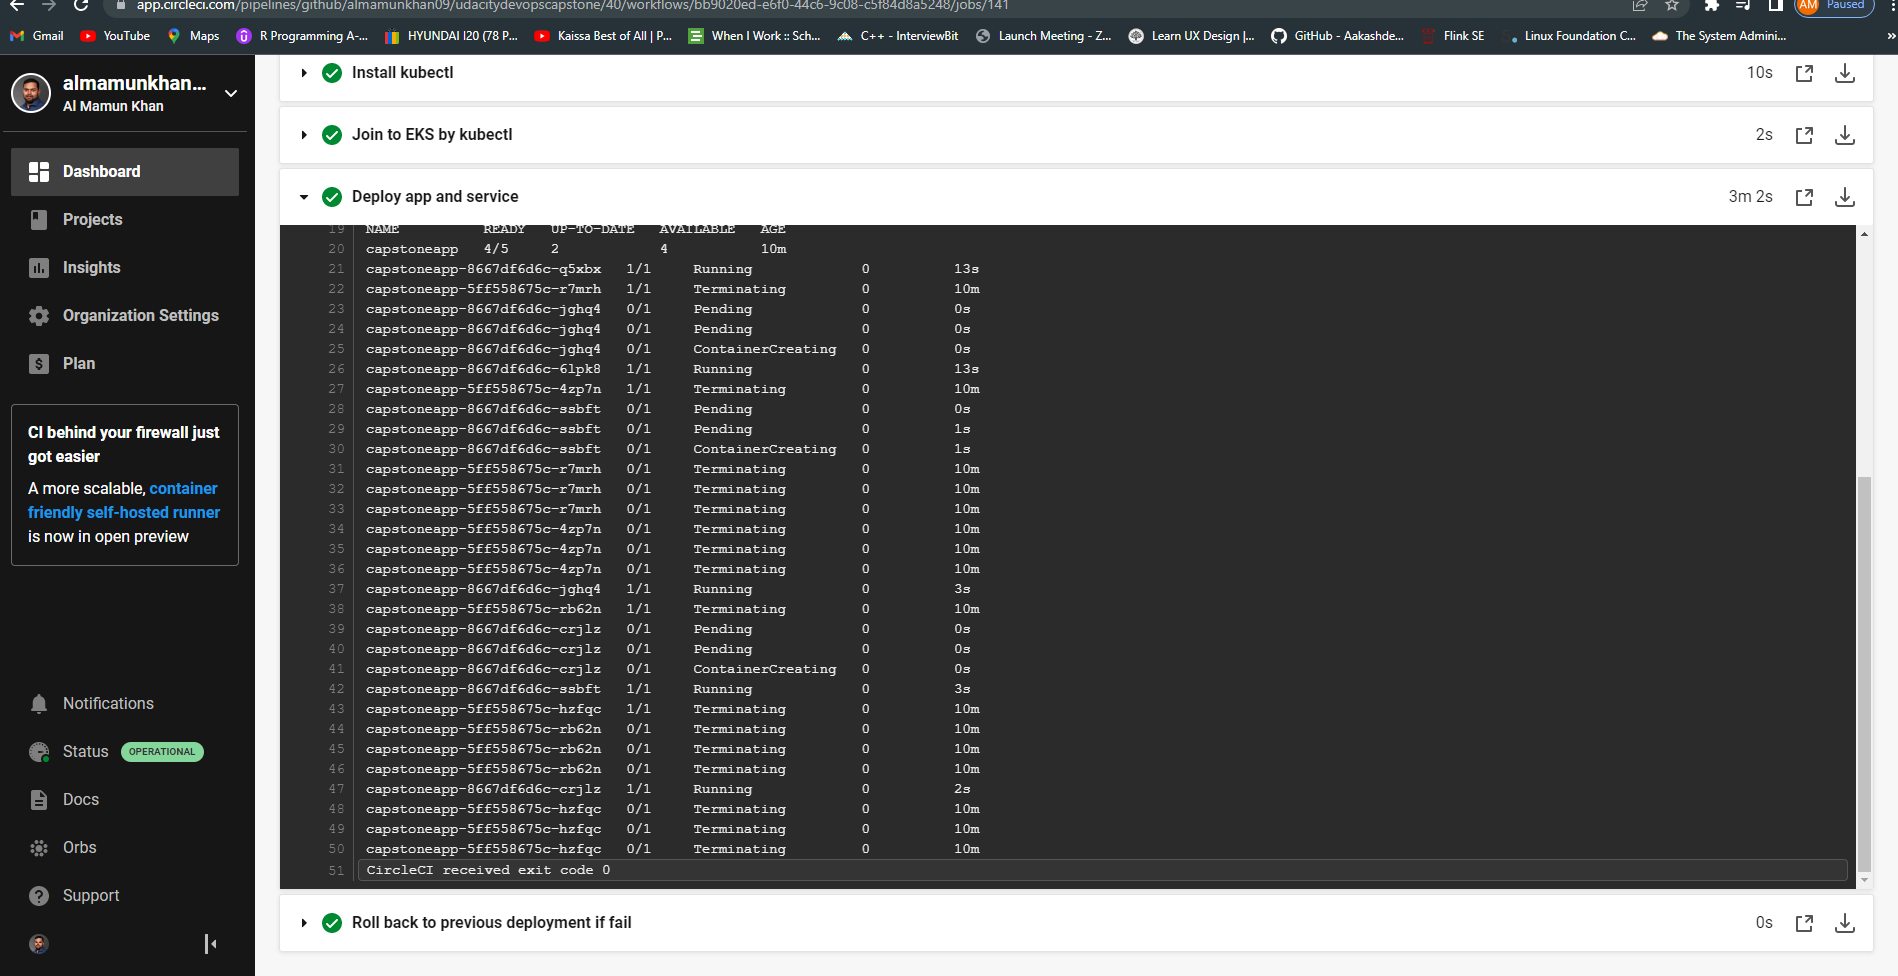 app.circleci.com/pipelines/github/almamunkhan09/udacitydevopscapstone/40/workflows/bb9020ed-e6f0-44c6-9c08-c5f84d8a5248/jobs/141
AM Paused
Gmail YouTube Maps R Programming A-... HYUNDAI I20 (78 P... Kaissa Best of All | P... When I Work :: Sch... C++ - InterviewBit Launch Meeting - Z... Learn UX Design |... GitHub - Aakashde... Flink SE Linux Foundation C... The System Admini... »
almamunkhan...
Al Mamun Khan
Dashboard
Projects
Insights
Organization Settings
Plan
CI behind your firewall just
got easier
A more scalable, container
friendly self-hosted runner
is now in open preview
Notifications
Status OPERATIONAL
Docs
Orbs
Support
Install kubectl 10s
Join to EKS by kubectl 2s
Deploy app and service 3m 2s
19 NAME READY UP-TO-DATE AVAILABLE AGE
20 capstoneapp 4/5 2 4 10m
21 capstoneapp-8667df6d6c-q5xbx 1/1 Running 0 13s
22 capstoneapp-5ff558675c-r7mrh 1/1 Terminating 0 10m
23 capstoneapp-8667df6d6c-jghq4 0/1 Pending 0 0s
24 capstoneapp-8667df6d6c-jghq4 0/1 Pending 0 0s
25 capstoneapp-8667df6d6c-jghq4 0/1 ContainerCreating 0 0s
26 capstoneapp-8667df6d6c-6lpk8 1/1 Running 0 13s
27 capstoneapp-5ff558675c-4zp7n 1/1 Terminating 0 10m
28 capstoneapp-8667df6d6c-ssbft 0/1 Pending 0 0s
29 capstoneapp-8667df6d6c-ssbft 0/1 Pending 0 1s
30 capstoneapp-8667df6d6c-ssbft 0/1 ContainerCreating 0 1s
31 capstoneapp-5ff558675c-r7mrh 0/1 Terminating 0 10m
32 capstoneapp-5ff558675c-r7mrh 0/1 Terminating 0 10m
33 capstoneapp-5ff558675c-r7mrh 0/1 Terminating 0 10m
34 capstoneapp-5ff558675c-4zp7n 0/1 Terminating 0 10m
35 capstoneapp-5ff558675c-4zp7n 0/1 Terminating 0 10m
36 capstoneapp-5ff558675c-4zp7n 0/1 Terminating 0 10m
37 capstoneapp-8667df6d6c-jghq4 1/1 Running 0 3s
38 capstoneapp-5ff558675c-rb62n 1/1 Terminating 0 10m
39 capstoneapp-8667df6d6c-crjlz 0/1 Pending 0 0s
40 capstoneapp-8667df6d6c-crjlz 0/1 Pending 0 0s
41 capstoneapp-8667df6d6c-crjlz 0/1 ContainerCreating 0 0s
42 capstoneapp-8667df6d6c-ssbft 1/1 Running 0 3s
43 capstoneapp-5ff558675c-hzfqc 1/1 Terminating 0 10m
44 capstoneapp-5ff558675c-rb62n 0/1 Terminating 0 10m
45 capstoneapp-5ff558675c-rb62n 0/1 Terminating 0 10m
46 capstoneapp-5ff558675c-rb62n 0/1 Terminating 0 10m
47 capstoneapp-8667df6d6c-crjlz 1/1 Running 0 2s
48 capstoneapp-5ff558675c-hzfqc 0/1 Terminating 0 10m
49 capstoneapp-5ff558675c-hzfqc 0/1 Terminating 0 10m
50 capstoneapp-5ff558675c-hzfqc 0/1 Terminating 0 10m
51 CircleCI received exit code 0
Roll back to previous deployment if fail 0s